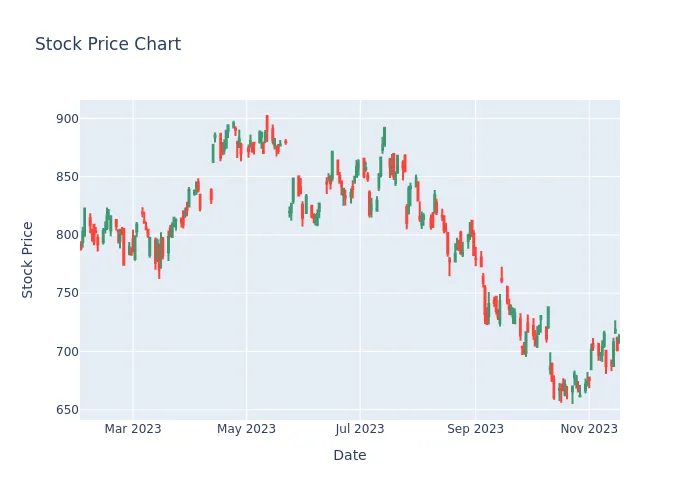 Stock Price Chart
900
850
800
750
700
650
Stock Price
Mar 2023
May 2023
Jul 2023
Sep 2023
Nov 2023
Date